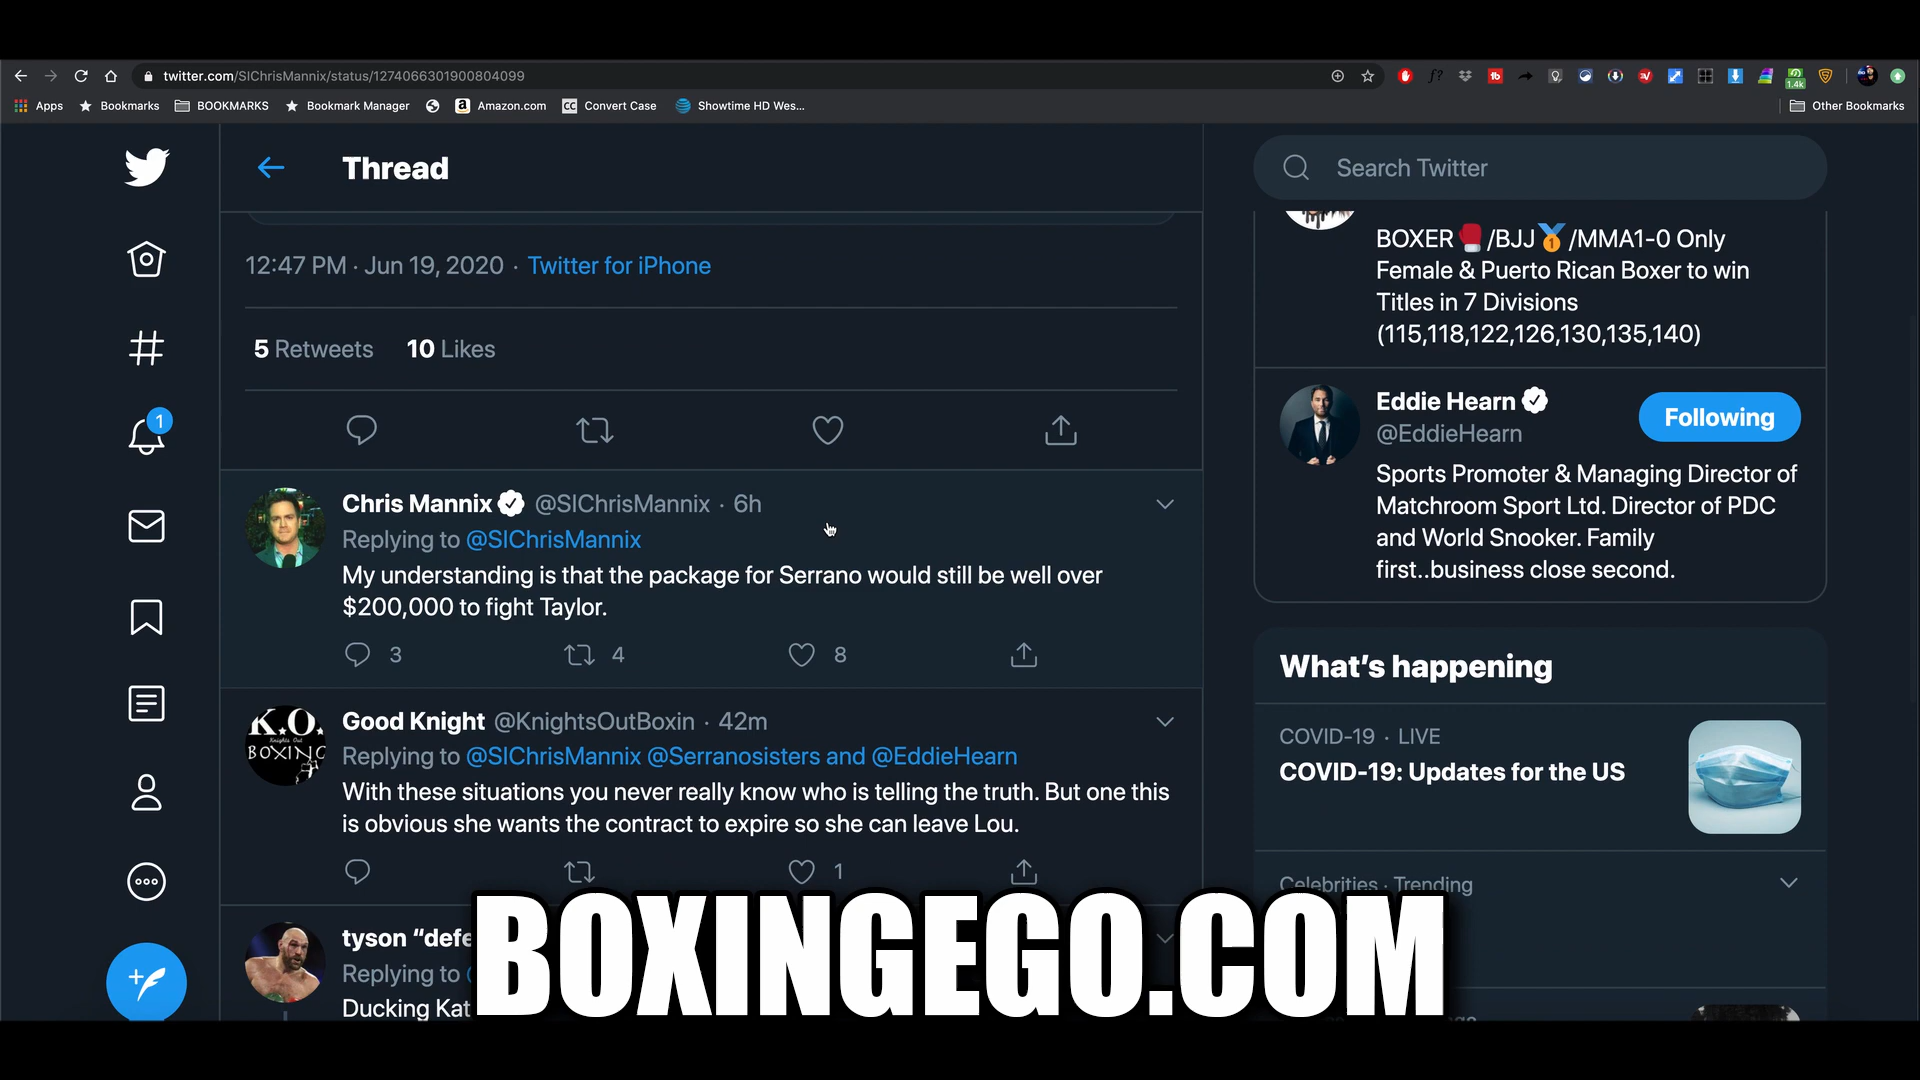 twitter.com/SIChrisMannix/status/1274066301900804099
Apps
Bookmarks
BOOKMARKS
Bookmark Manager
Amazon.com
CC
Convert Case
Showtime HD Wes...
Other Bookmarks
1.4k
Thread
12:47 PM · Jun 19, 2020 · Twitter for iPhone
5 Retweets 10 Likes
1
Chris Mannix @SIChrisMannix · 6h
Replying to @SIChrisMannix
My understanding is that the package for Serrano would still be well over
$200,000 to fight Taylor.
3 4 8
K.O.
Knights Out
BOXING
Good Knight @KnightsOutBoxin · 42m
Replying to @SIChrisMannix @Serranosisters and @EddieHearn
With these situations you never really know who is telling the truth. But one this
is obvious she wants the contract to expire so she can leave Lou.
1
tyson “defe
Replying to
Ducking Kat
Search Twitter
BOXER🥊/BJJ🥇/MMA1-0 Only
Female & Puerto Rican Boxer to win
Titles in 7 Divisions
(115,118,122,126,130,135,140)
Eddie Hearn
@EddieHearn
Following
Sports Promoter & Managing Director of
Matchroom Sport Ltd. Director of PDC
and World Snooker. Family
first..business close second.
What’s happening
COVID-19 · LIVE
COVID-19: Updates for the US
Celebrities · Trending
BOXINGEGO.COM